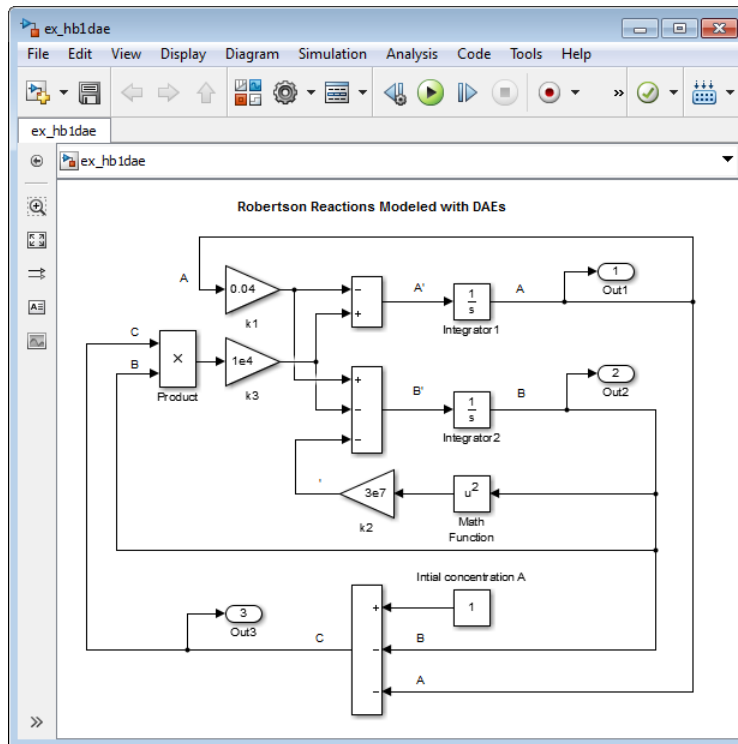 ex_hb1dae
File Edit View Display Diagram Simulation Analysis Code Tools Help
»
ex_hb1dae
ex_hb1dae
Robertson Reactions Modeled with DAEs
A
0.04
k1
−
+
A'
1
s
Integrator1
A
1
Out1
C
B
×
Product
1e4
k3
+
−
−
B'
1
s
Integrator2
B
2
Out2
3e7
k2
u²
Math
Function
Intial concentration A
1
+
−
−
B
A
C
3
Out3
»